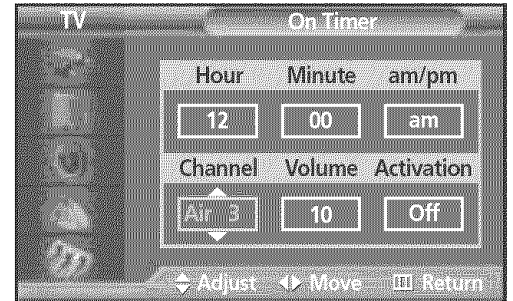 TV On Timer
Hour Minute am/pm
12 00 am
Channel Volume Activation
Air 3 10 Off
Adjust Move Return